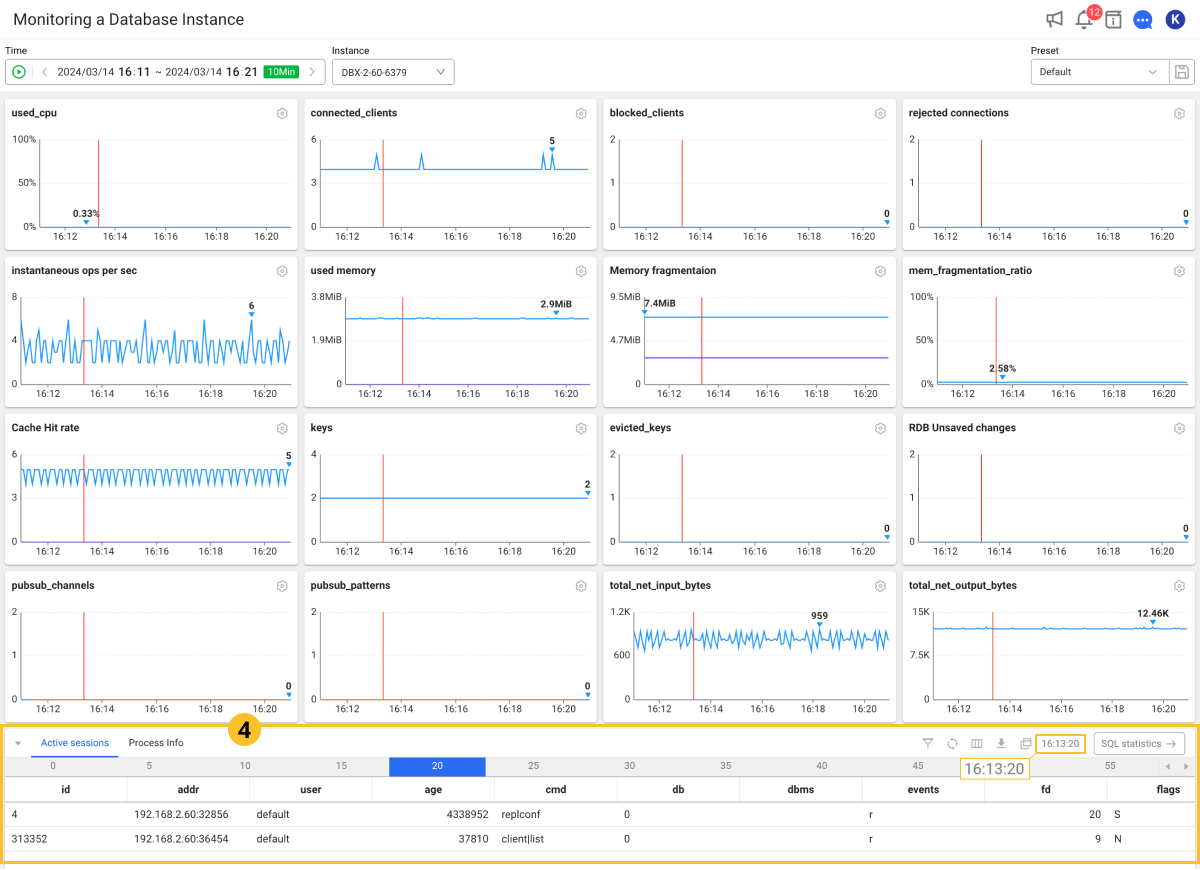 Monitoring a Database Instance
12
K
Time
2024/03/14 16:11 ~ 2024/03/14 16:21 10Min
Instance
DBX-2-60-6379
Preset
Default
used_cpu
100%
50%
0%
0.33%
16:12 16:14 16:16 16:18 16:20
connected_clients
6
3
0
5
16:12 16:14 16:16 16:18 16:20
blocked_clients
2
1
0
0
16:12 16:14 16:16 16:18 16:20
rejected connections
2
1
0
0
16:12 16:14 16:16 16:18 16:20
instantaneous ops per sec
8
4
0
6
16:12 16:14 16:16 16:18 16:20
used memory
3.8MiB
1.9MiB
0
2.9MiB
16:12 16:14 16:16 16:18 16:20
Memory fragmentaion
9.5MiB
4.7MiB
0
7.4MiB
16:12 16:14 16:16 16:18 16:20
mem_fragmentation_ratio
100%
50%
0%
2.58%
16:12 16:14 16:16 16:18 16:20
Cache Hit rate
6
3
0
5
16:12 16:14 16:16 16:18 16:20
keys
4
2
0
2
16:12 16:14 16:16 16:18 16:20
evicted_keys
2
1
0
0
16:12 16:14 16:16 16:18 16:20
RDB Unsaved changes
2
1
0
0
16:12 16:14 16:16 16:18 16:20
pubsub_channels
2
1
0
0
16:12 16:14 16:16 16:18 16:20
pubsub_patterns
2
1
0
0
16:12 16:14 16:16 16:18 16:20
total_net_input_bytes
1.2K
600
0
959
16:12 16:14 16:16 16:18 16:20
total_net_output_bytes
15K
7.5K
0
12.46K
16:12 16:14 16:16 16:18 16:20
4
Active sessions Process Info 16:13:20 SQL statistics →
0 5 10 15 20 25 30 35 40 45 55
16:13:20
id addr user age cmd db dbms events fd flags
4 192.168.2.60:32856 default 4338952 replconf 0 r 20 S
313352 192.168.2.60:36454 default 37810 client|list 0 r 9 N